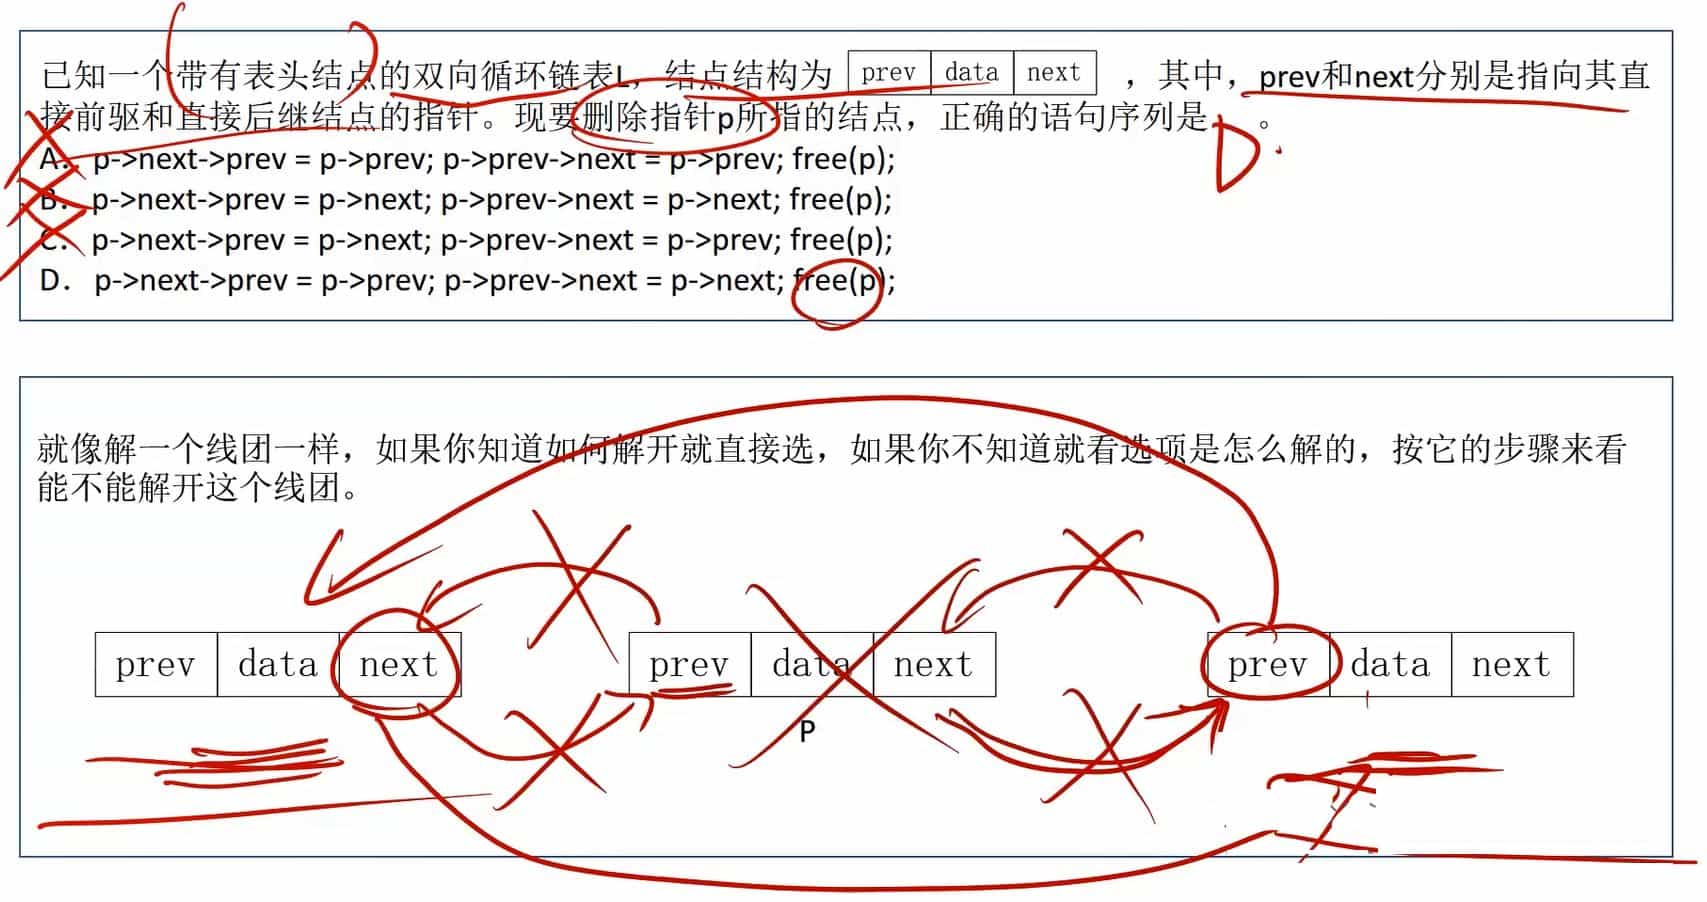 已知一个带有表头结点的双向循环链表L，结点结构为 prev data next ，其中，prev和next分别是指向其直
接前驱和直接后继结点的指针。现要删除指针p所指的结点，正确的语句序列是 。
D.
A. p->next->prev = p->prev; p->prev->next = p->prev; free(p);
B. p->next->prev = p->next; p->prev->next = p->next; free(p);
C. p->next->prev = p->next; p->prev->next = p->prev; free(p);
D. p->next->prev = p->prev; p->prev->next = p->next; free(p);
就像解一个线团一样，如果你知道如何解开就直接选，如果你不知道就看选项是怎么解的，按它的步骤来看
能不能解开这个线团。
prev data next prev data next prev data next
P